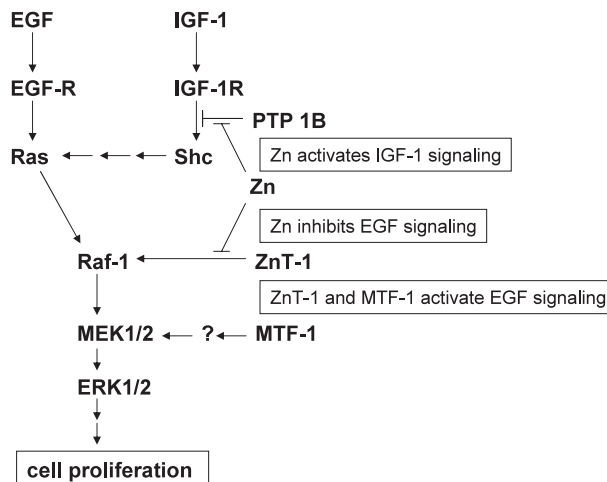 EGF IGF-1
EGF-R IGF-1R
PTP 1B
Ras Shc Zn activates IGF-1 signaling
Zn
Zn inhibits EGF signaling
Raf-1 ZnT-1
ZnT-1 and MTF-1 activate EGF signaling
MEK1/2 ? MTF-1
ERK1/2
cell proliferation